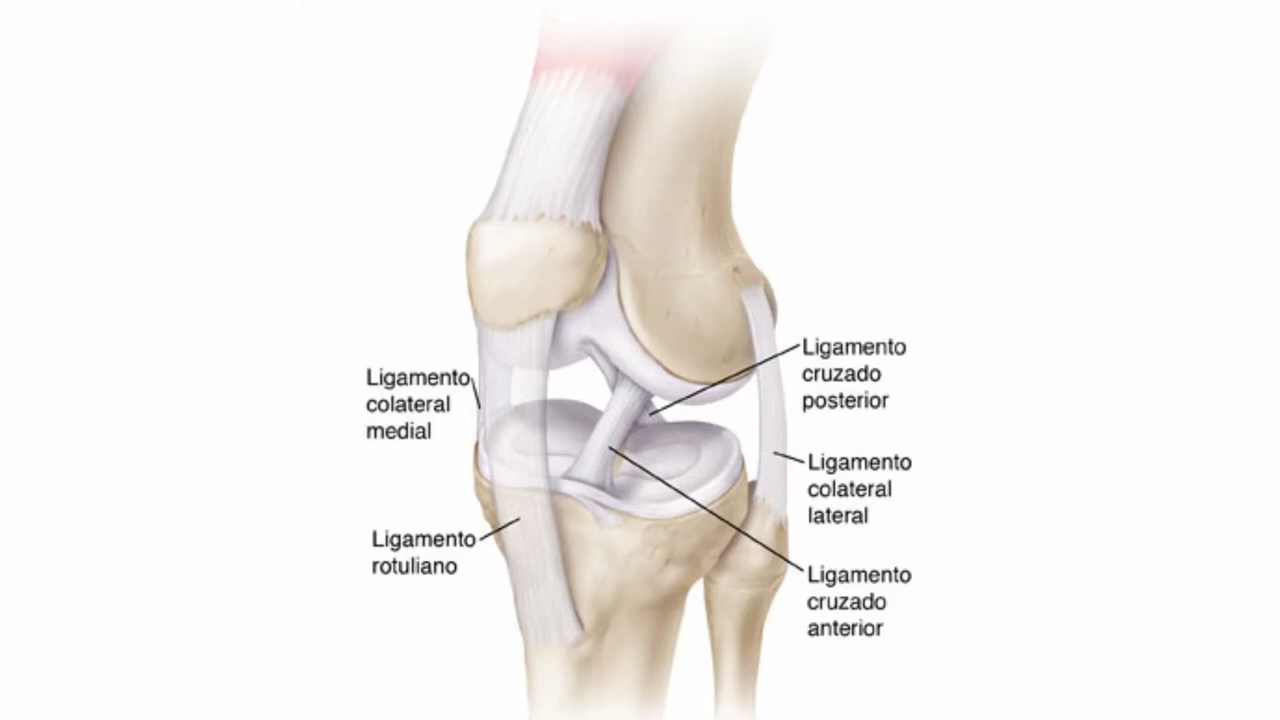 Ligamento
colateral
medial
Ligamento
rotuliano
Ligamento
cruzado
posterior
Ligamento
colateral
lateral
Ligamento
cruzado
anterior